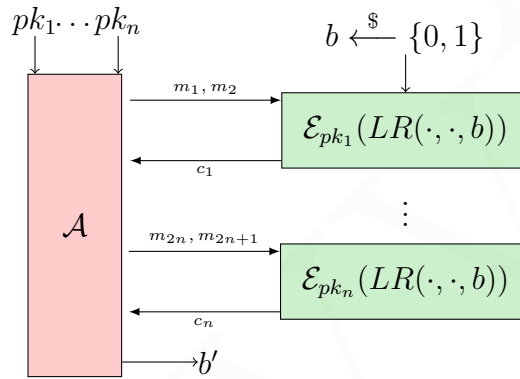 pk₁ ⋯ pkₙ
b ←$ {0, 1}
m₁, m₂
ℰ_{pk₁}(LR(·, ·, b))
c₁
𝒜
⋮
m₂ₙ, m₂ₙ₊₁
ℰ_{pkₙ}(LR(·, ·, b))
cₙ
b′